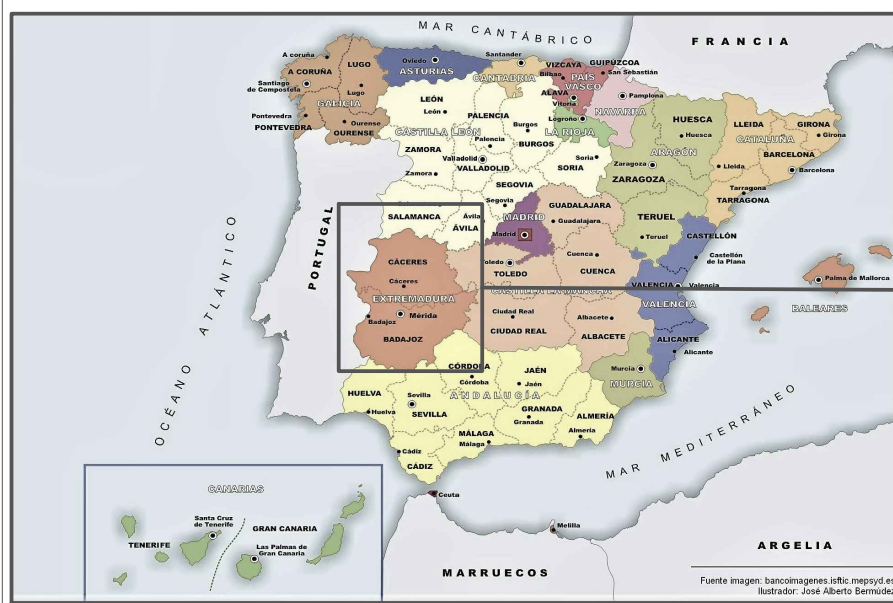 MAR CANTÁBRICO
FRANCIA
A coruña
A CORUÑA
LUGO
Lugo
Santiago
de Compostela
GALICIA
Pontevedra
PONTEVEDRA
Ourense
OURENSE
Oviedo
ASTURIAS
Santander
CANTABRIA
VIZCAYA
GUIPÚZCOA
Bilbao
San Sebastián
PAÍS
VASCO
ALAVA
Vitoria
Pamplona
NAVARRA
Logroño
LA RIOJA
LEÓN
León
PALENCIA
Palencia
CASTILLA LEÓN
Burgos
BURGOS
ZAMORA
Zamora
Valladolid
VALLADOLID
Soria
SORIA
SEGOVIA
Segovia
SALAMANCA
Ávila
ÁVILA
HUESCA
Huesca
ARAGÓN
Zaragoza
ZARAGOZA
TERUEL
Teruel
LLEIDA
Lleida
GIRONA
Girona
CATALUÑA
BARCELONA
Barcelona
Tarragona
TARRAGONA
MADRID
Madrid
GUADALAJARA
Guadalajara
Cuenca
CUENCA
Toledo
TOLEDO
CASTILLA LA MANCHA
Ciudad Real
CIUDAD REAL
Albacete
ALBACETE
CASTELLÓN
Castellón
de la Plana
VALENCIA
Valencia
VALENCIA
ALICANTE
Alicante
Palma de Mallorca
BALEARES
PORTUGAL
OCÉANO ATLÁNTICO
CÁCERES
Cáceres
EXTREMADURA
Mérida
Badajoz
BADAJOZ
Murcia
MURCIA
CÓRDOBA
Córdoba
JAÉN
Jaén
ANDALUCÍA
HUELVA
Huelva
Sevilla
SEVILLA
GRANADA
Granada
ALMERÍA
Almería
MÁLAGA
Málaga
Cádiz
CÁDIZ
MAR MEDITERRÁNEO
Ceuta
Melilla
CANARIAS
Santa Cruz
de Tenerife
TENERIFE
GRAN CANARIA
Las Palmas de
Gran Canaria
MARRUECOS
ARGELIA
Fuente imagen: bancoimagenes.isftic.mepsyd.es
Ilustrador: José Alberto Bermúdez